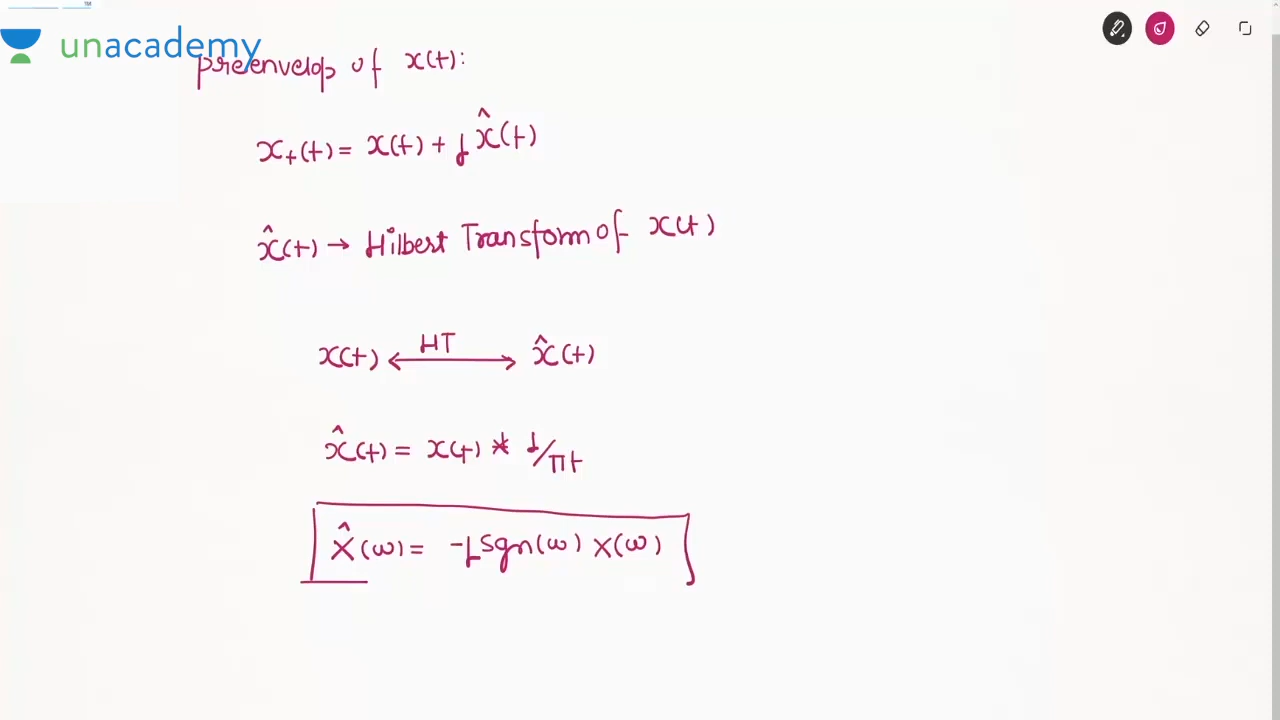 unacademy
preenvelop of x(t):
x₊(t) = x(t) + j x̂(t)
x̂(t) → Hilbert Transform of x(t)
x(t) ⟷ HT x̂(t)
x̂(t) = x(t) * 1/πt
X̂(ω) = -j sgn(ω) X(ω)